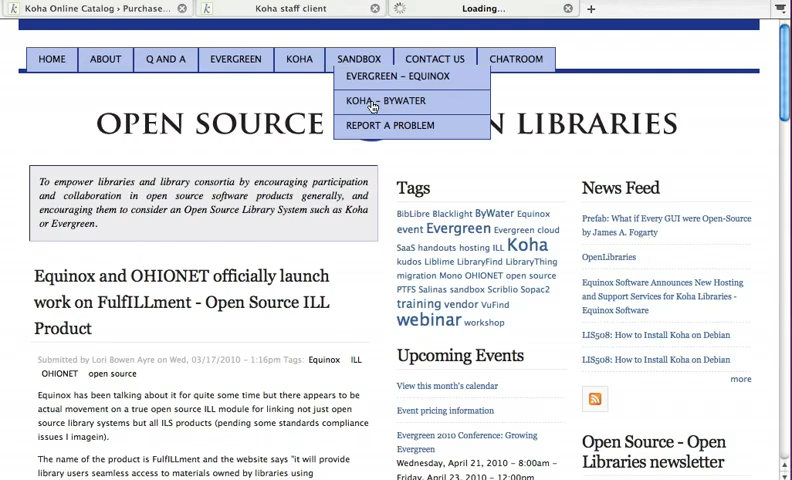 Koha Online Catalog › Purchase...
Koha staff client
Loading...
HOME
ABOUT
Q AND A
EVERGREEN
KOHA
SANDBOX
CONTACT US
CHATROOM
EVERGREEN – EQUINOX
KOHA – BYWATER
REPORT A PROBLEM
OPEN SOURCE N LIBRARIES
To empower libraries and library consortia by encouraging participation
and collaboration in open source software products generally, and
encouraging them to consider an Open Source Library System such as Koha
or Evergreen.
Equinox and OHIONET officially launch
work on FulfILLment - Open Source ILL
Product
Submitted by Lori Bowen Ayre on Wed, 03/17/2010 - 1:16pm Tags: Equinox ILL
OHIONET open source
Equinox has been talking about it for quite some time but there appears to be
actual movement on a true open source ILL module for linking not just open
source library systems but all ILS products (pending some standards compliance
issues I imagein).
The name of the product is FulfILLment and the website says "it will provide
library users seamless access to materials owned by libraries using
Tags
BibLibre Blacklight ByWater Equinox
event Evergreen Evergreen cloud
SaaS handouts hosting ILL Koha
kudos Liblime LibraryFind LibraryThing
migration Mono OHIONET open source
PTFS Salinas sandbox Scriblio Sopac2
training vendor VuFind
webinar workshop
Upcoming Events
View this month's calendar
Event pricing information
Evergreen 2010 Conference: Growing
Evergreen
Wednesday, April 21, 2010 - 8:00am -
Friday, April 23, 2010 - 12:00pm
News Feed
Prefab: What if Every GUI were Open-Source
by James A. Fogarty
OpenLibraries
Equinox Software Announces New Hosting
and Support Services for Koha Libraries -
Equinox Software
LIS508: How to Install Koha on Debian
LIS508: How to Install Koha on Debian
more
Open Source - Open
Libraries newsletter